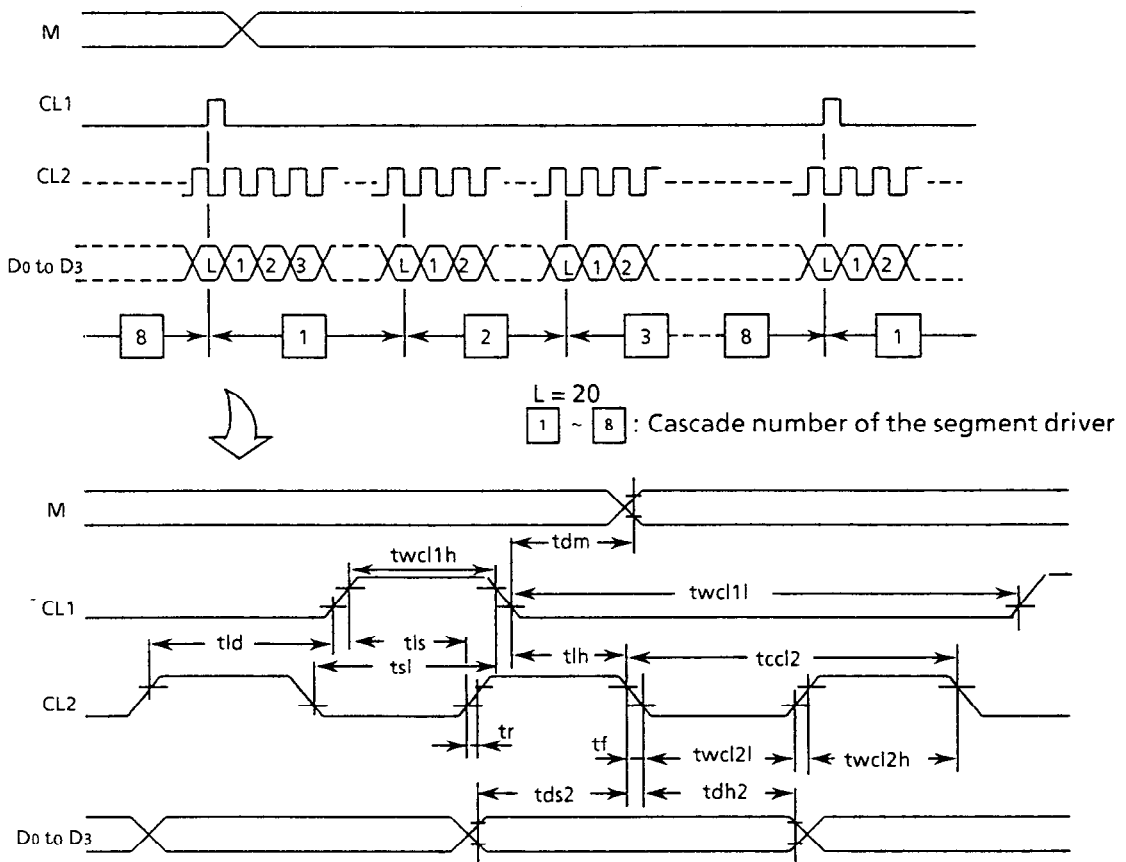 M
CL1
CL2
D0 to D3
L 1 2 3 L 1 2 L 1 2 L 1 2
8 1 2 3 8 1
L = 20
1 ~ 8 : Cascade number of the segment driver
M
tdm
twcl1h
CL1
twcl1l
tld
tls
tsl
tlh
tccl2
CL2
tr
tf
twcl2l
twcl2h
tds2
tdh2
D0 to D3